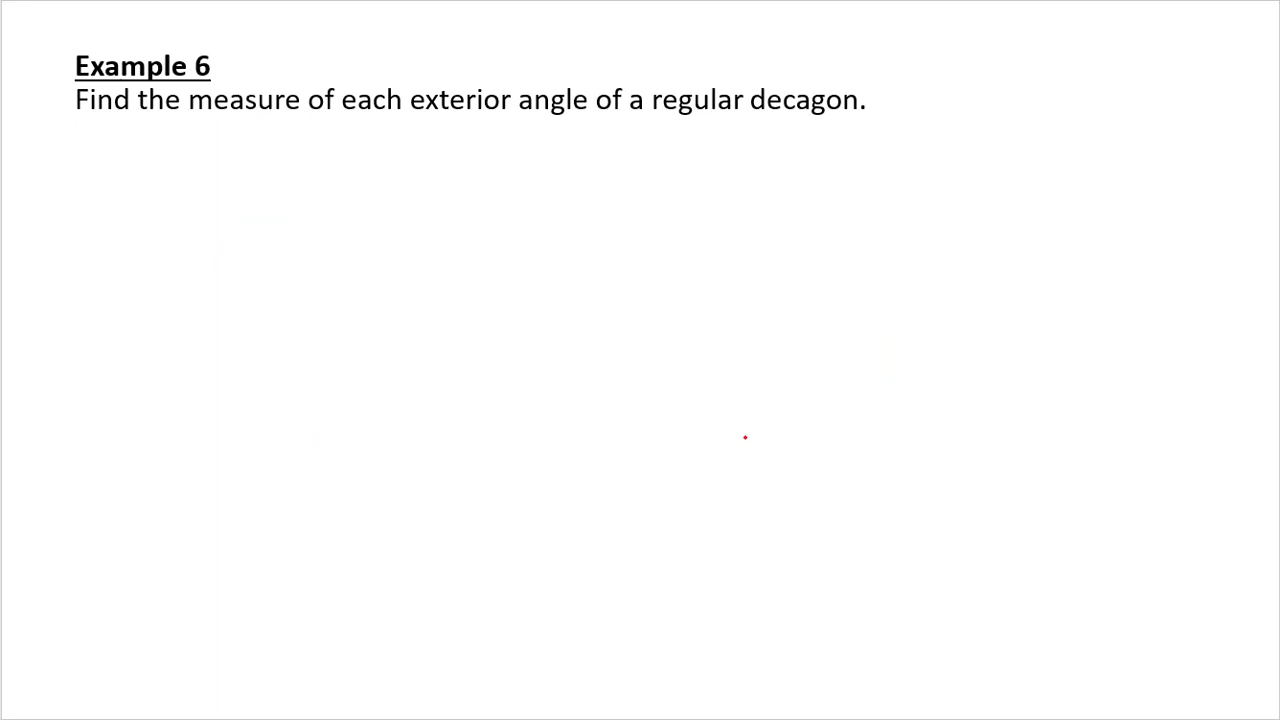 Example 6
Find the measure of each exterior angle of a regular decagon.